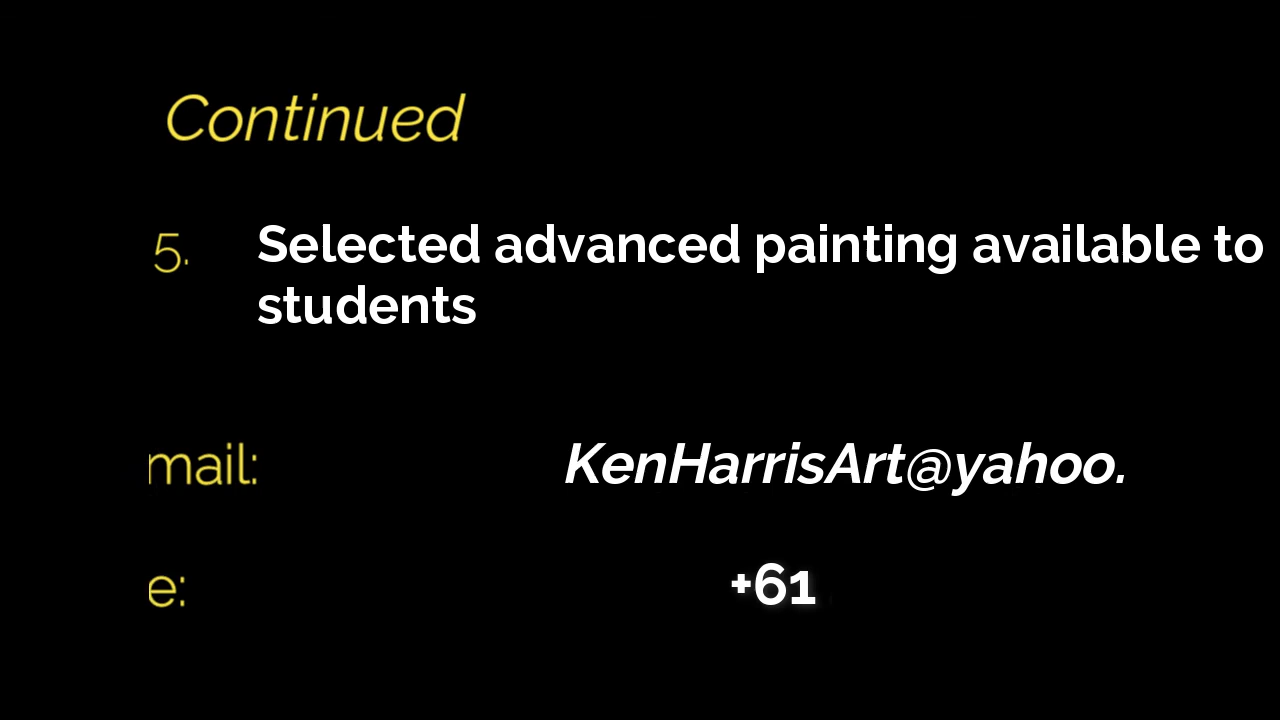 Continued
5. Selected advanced painting available to
students
mail: KenHarrisArt@yahoo.
e: +61